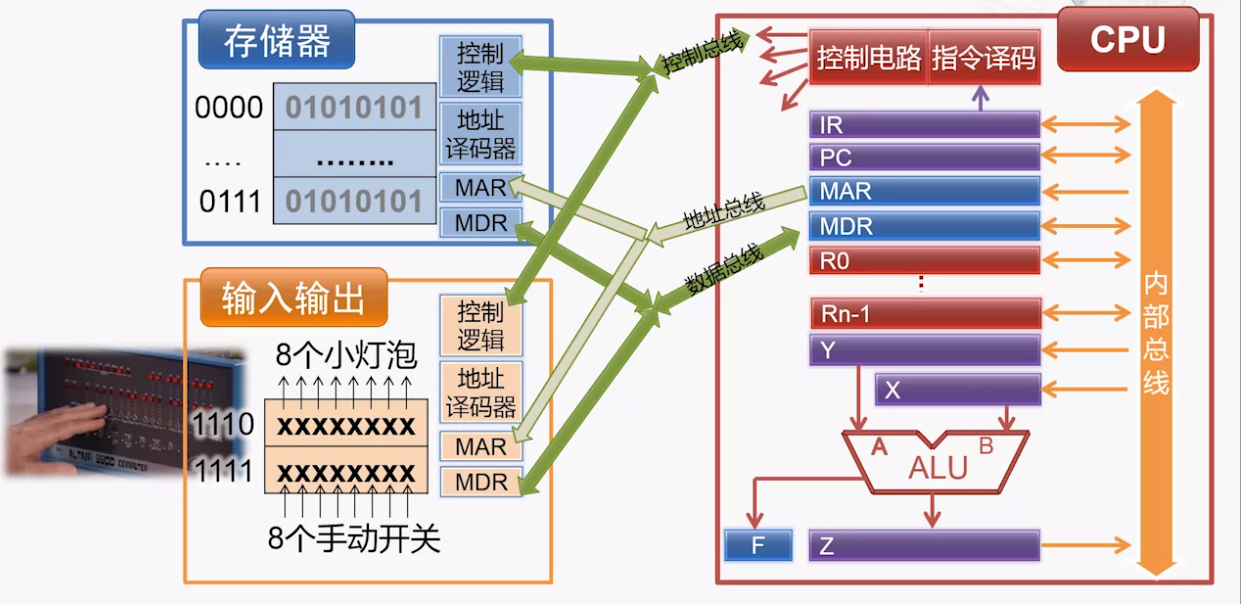 存储器
控制
逻辑
0000
01010101
地址
译码器
....
........
0111
01010101
MAR
MDR
输入输出
控制
逻辑
8个小灯泡
地址
译码器
1110
xxxxxxxx
MAR
1111
xxxxxxxx
MDR
8个手动开关
ALTAIR 8800 COMPUTER
控制总线
地址总线
数据总线
CPU
控制电路
指令译码
IR
PC
MAR
MDR
R0
Rn-1
Y
X
A
B
ALU
F
Z
内部总线